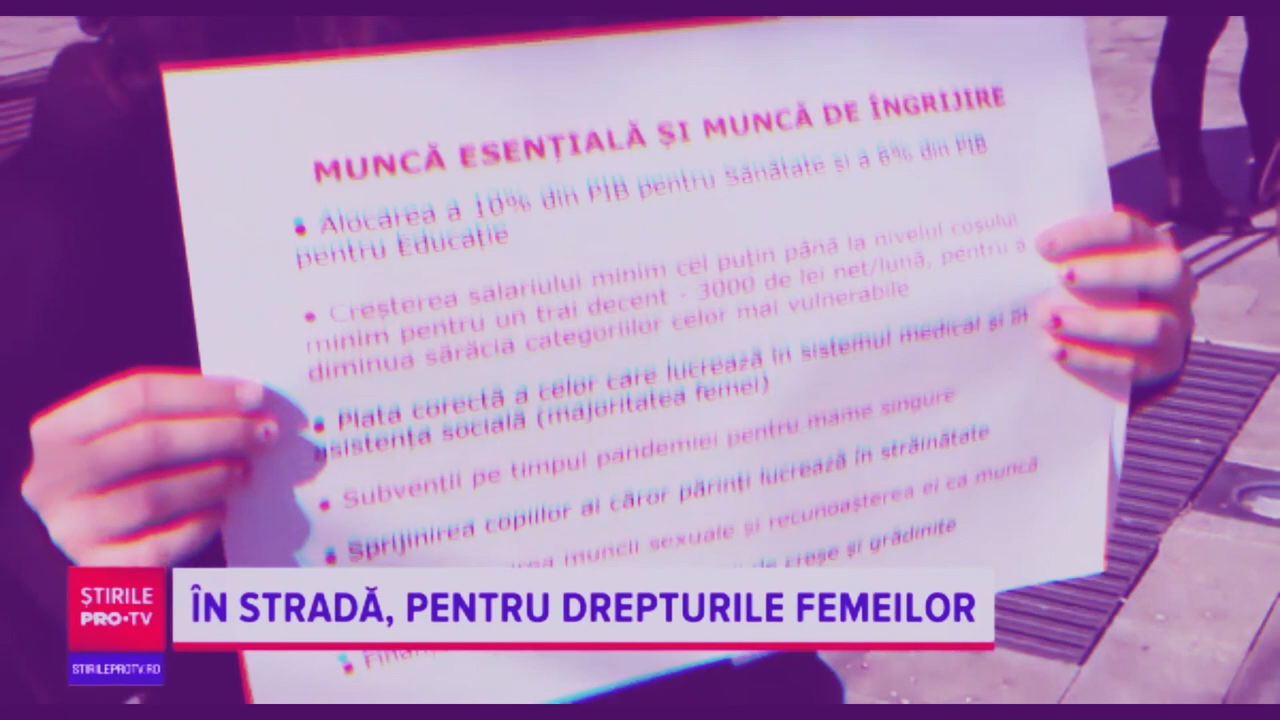 MUNCĂ ESENȚIALĂ ȘI MUNCĂ DE ÎNGRIJIRE
• Alocarea a 10% din PIB pentru Sănătate și a 6% din PIB
pentru Educație
• Creșterea salariului minim cel puțin până la nivelul coșului
minim pentru un trai decent - 3000 de lei net/lună, pentru a
diminua sărăcia categoriilor celor mai vulnerabile
• Plata corectă a celor care lucrează în sistemul medical și în
asistența socială (majoritatea femei)
• Subvenții pe timpul pandemiei pentru mame singure
• Sprijinirea copiilor al căror părinți lucrează în străinătate
muncii sexuale și recunoașterea ei ca muncă
de creșe și grădinițe
ȘTIRILE
PRO•TV
STIRILEPROTV.RO
ÎN STRADĂ, PENTRU DREPTURILE FEMEILOR